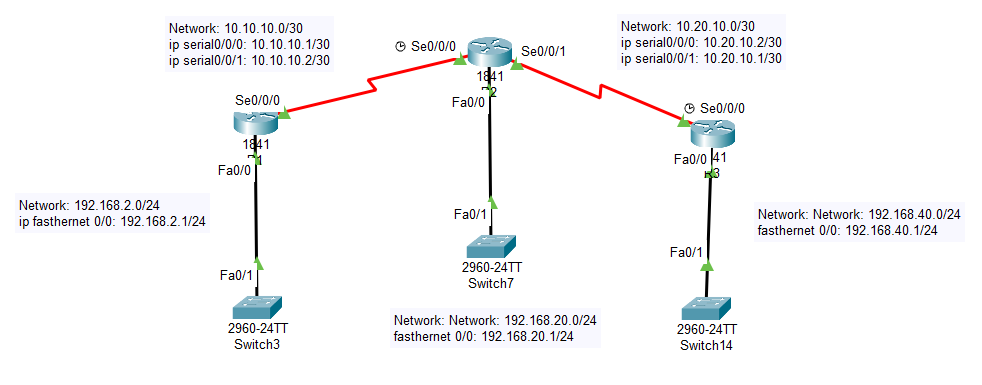 Network: 10.10.10.0/30
ip serial0/0/0: 10.10.10.1/30
ip serial0/0/1: 10.10.10.2/30
Network: 10.20.10.0/30
ip serial0/0/0: 10.20.10.2/30
ip serial0/0/1: 10.20.10.1/30
Se0/0/0
Se0/0/1
1841
2
Fa0/0
Se0/0/0
1841
1
Fa0/0
Se0/0/0
41
3
Fa0/0
Network: 192.168.2.0/24
ip fasthernet 0/0: 192.168.2.1/24
Fa0/1
2960-24TT
Switch7
Network: Network: 192.168.40.0/24
fasthernet 0/0: 192.168.40.1/24
Fa0/1
2960-24TT
Switch3
Network: Network: 192.168.20.0/24
fasthernet 0/0: 192.168.20.1/24
Fa0/1
2960-24TT
Switch14